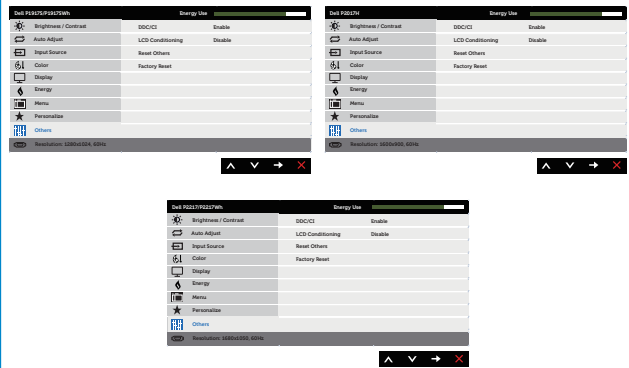 Dell P1917S/P1917SWh Energy Use
Brightness / Contrast DDC/CI Enable
Auto Adjust LCD Conditioning Disable
Input Source Reset Others
Color Factory Reset
Display
Energy
Menu
Personalize
Others
Resolution: 1280x1024, 60Hz
Dell P2017H Energy Use
Brightness / Contrast DDC/CI Enable
Auto Adjust LCD Conditioning Disable
Input Source Reset Others
Color Factory Reset
Display
Energy
Menu
Personalize
Others
Resolution: 1600x900, 60Hz
Dell P2217/P2217Wh Energy Use
Brightness / Contrast DDC/CI Enable
Auto Adjust LCD Conditioning Disable
Input Source Reset Others
Color Factory Reset
Display
Energy
Menu
Personalize
Others
Resolution: 1680x1050, 60Hz